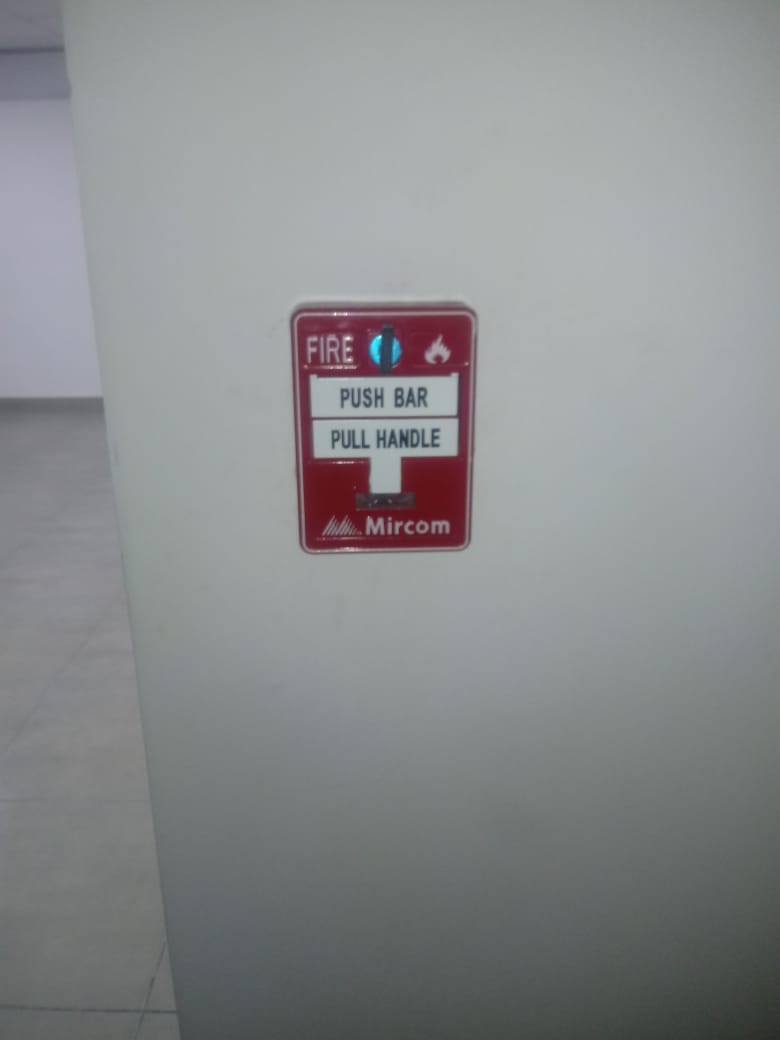 FIRE
PUSH BAR
PULL HANDLE
Mircom